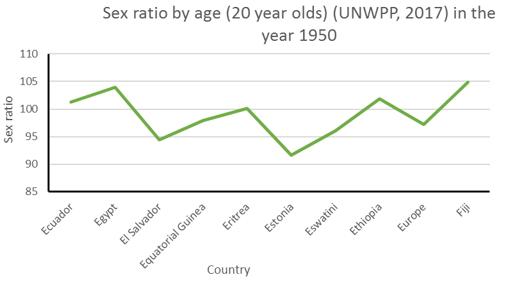 Sex ratio by age (20 year olds) (UNWPP, 2017) in the
year 1950
110
105
100
95
90
85
Sex ratio
Ecuador
Egypt
El Salvador
Equatorial Guinea
Eritrea
Estonia
Eswatini
Ethiopia
Europe
Fiji
Country